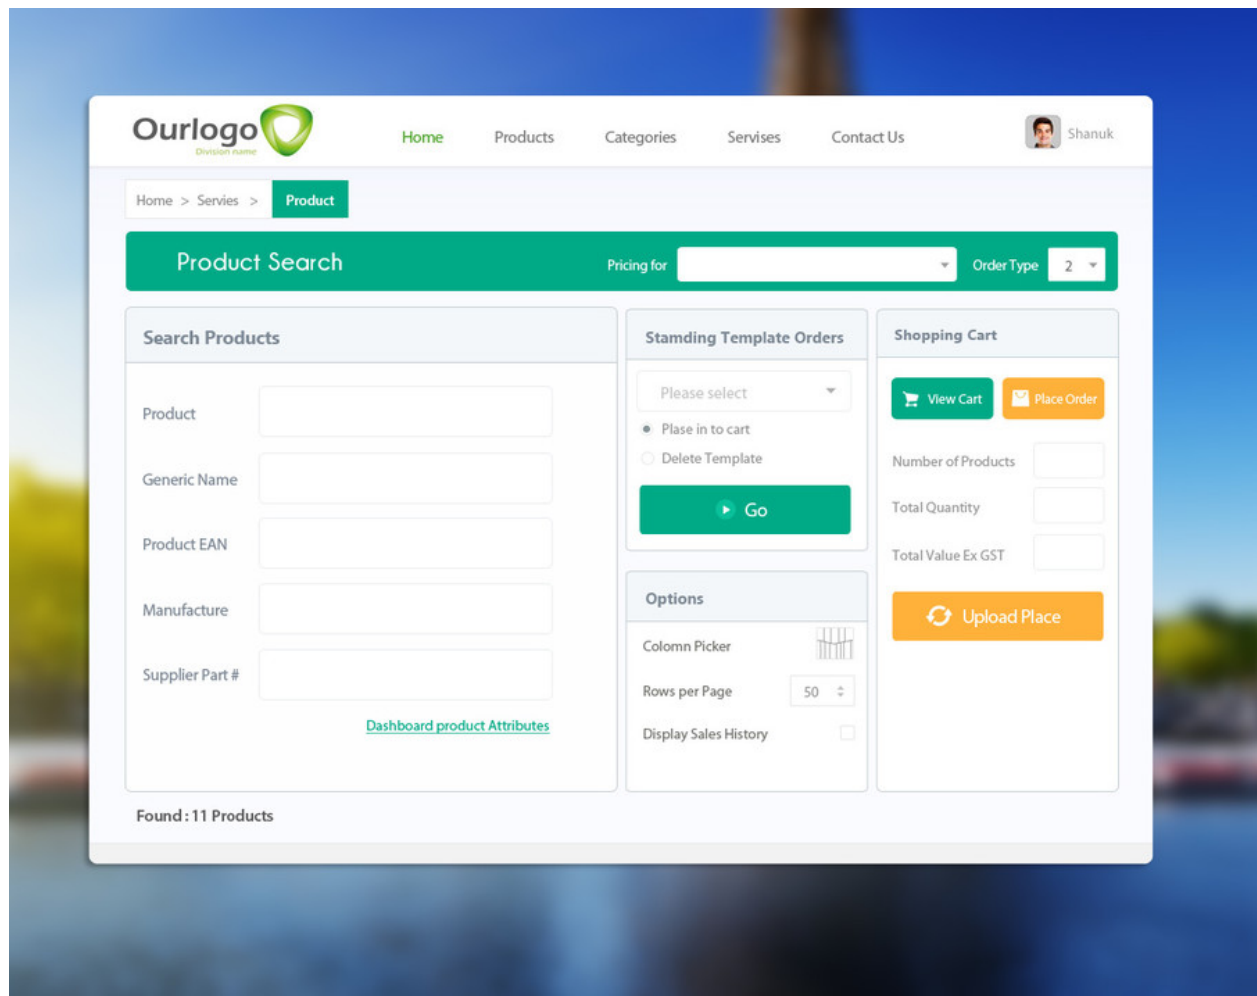 Ourlogo
Division name
Home Products Categories Servises Contact Us Shanuk
Home > Servies > Product
Product Search Pricing for Order Type 2
Search Products
Product
Generic Name
Product EAN
Manufacture
Supplier Part #
Dashboard product Attributes
Stamding Template Orders
Please select
Plase in to cart
Delete Template
Go
Options
Colomn Picker
Rows per Page 50
Display Sales History
Shopping Cart
View Cart Place Order
Number of Products
Total Quantity
Total Value Ex GST
Upload Place
Found : 11 Products